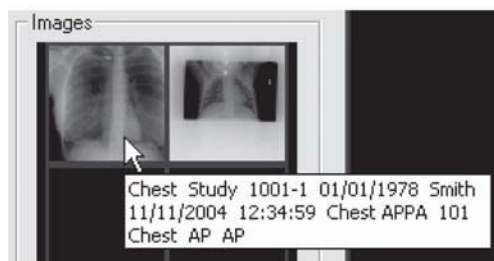 Images
Chest Study 1001-1 01/01/1978 Smith
11/11/2004 12:34:59 Chest APPA 101
Chest AP AP